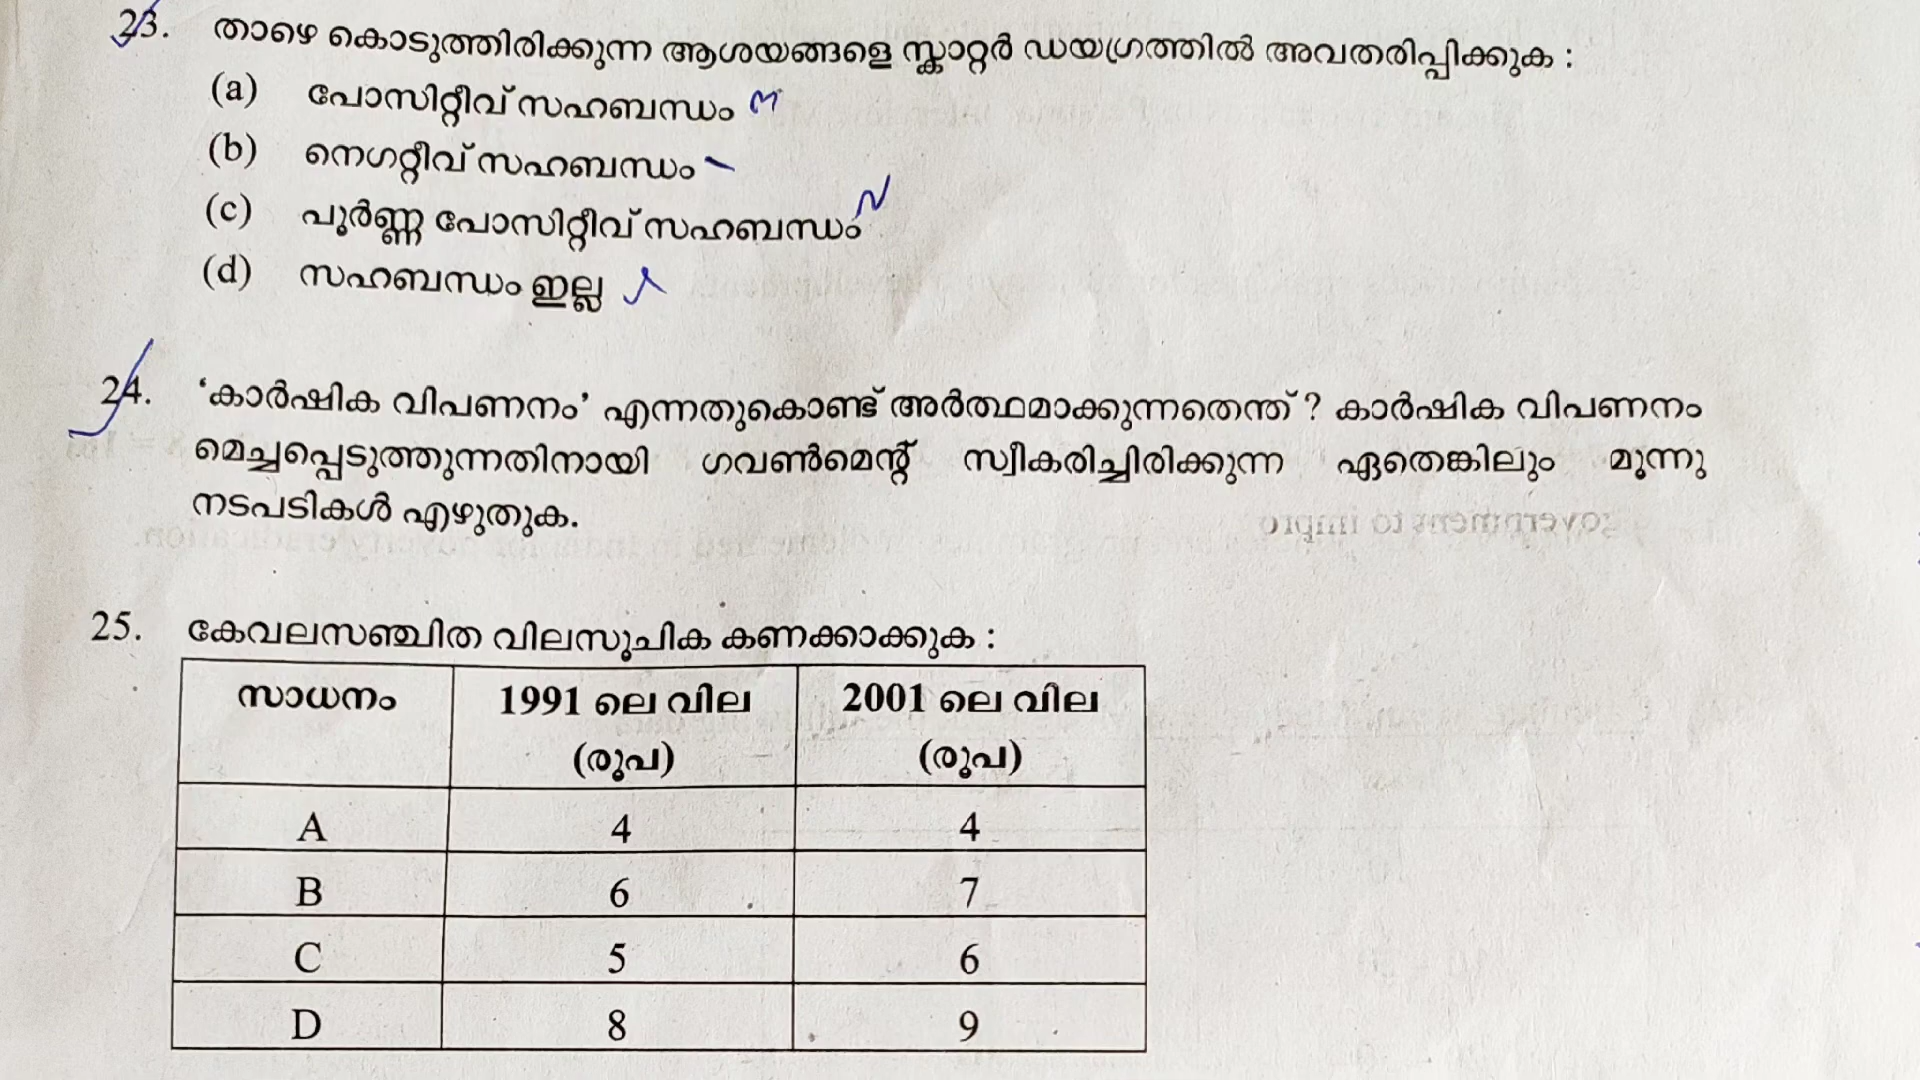 23. താഴെ കൊടുത്തിരിക്കുന്ന ആശയങ്ങളെ സ്കാറ്റർ ഡയഗ്രത്തിൽ അവതരിപ്പിക്കുക :
(a) പോസിറ്റീവ് സഹബന്ധം
(b) നെഗറ്റീവ് സഹബന്ധം
(c) പൂർണ്ണ പോസിറ്റീവ് സഹബന്ധം
(d) സഹബന്ധം ഇല്ല
24. ‘കാർഷിക വിപണനം’ എന്നതുകൊണ്ട് അർത്ഥമാക്കുന്നതെന്ത് ? കാർഷിക വിപണനം
മെച്ചപ്പെടുത്തുന്നതിനായി ഗവൺമെന്റ് സ്വീകരിച്ചിരിക്കുന്ന ഏതെങ്കിലും മൂന്നു
നടപടികൾ എഴുതുക.
25. കേവലസഞ്ചിത വിലസൂചിക കണക്കാക്കുക :
സാധനം 1991 ലെ വില 2001 ലെ വില
(രൂപ) (രൂപ)
A 4 4
B 6 7
C 5 6
D 8 9